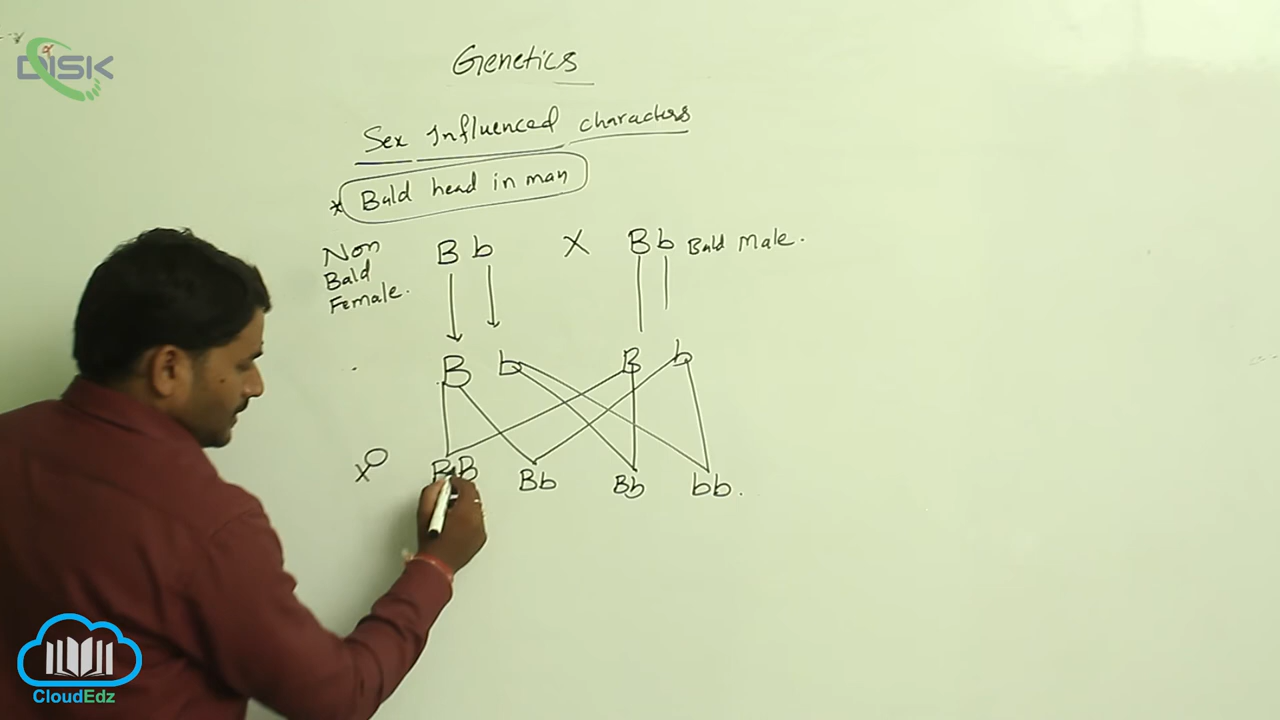 DISK
Genetics
Sex Influenced characters
* Bald head in man
Non Bald Female.
B b X B b Bald Male.
B b B b
BB Bb Bb bb.
CloudEdz